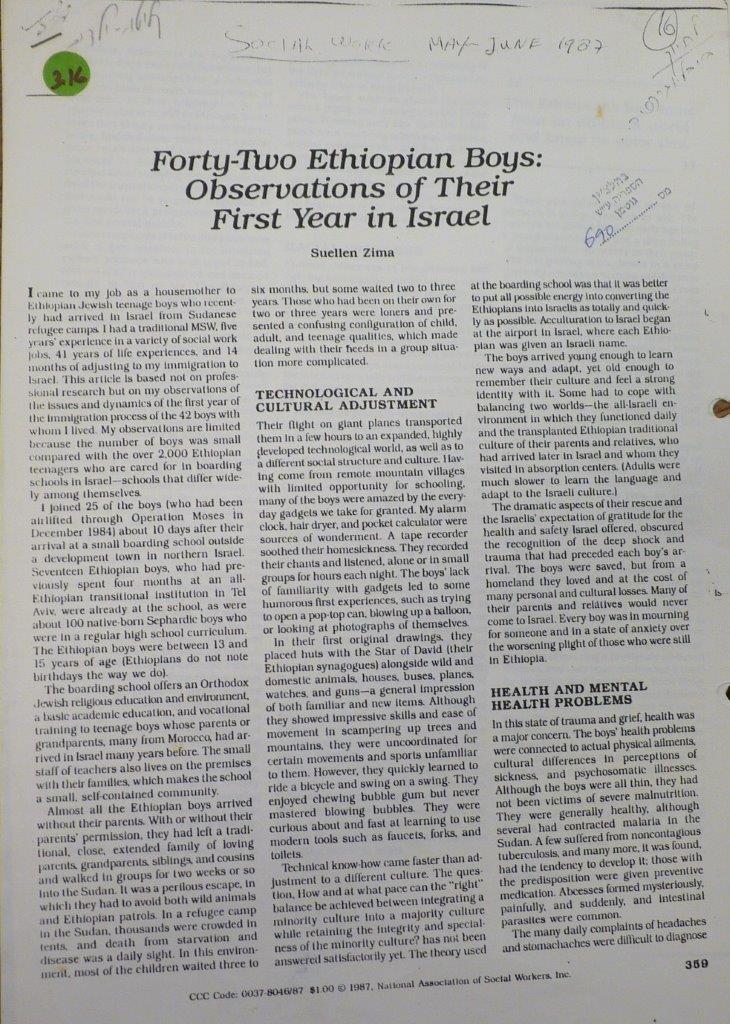 SOCIAL WORK MAY-JUNE 1987
16
3.16
Forty-Two Ethiopian Boys:
Observations of Their
First Year in Israel
690
Suellen Zima
I came to my job as a housemother to
Ethiopian Jewish teenage boys who recent-
ly had arrived in Israel from Sudanese
refugee camps. I had a traditional MSW, five
years' experience in a variety of social work
jobs, 41 years of life experiences, and 14
months of adjusting to my immigration to
Israel. This article is based not on profes-
sional research but on my observations of
the issues and dynamics of the first year of
the immigration process of the 42 boys with
whom I lived. My observations are limited
because the number of boys was small
compared with the over 2,000 Ethiopian
teenagers who are cared for in boarding
schools in Israel—schools that differ wide-
ly among themselves.
I joined 25 of the boys (who had been
airlifted through Operation Moses in
December 1984) about 10 days after their
arrival at a small boarding school outside
a development town in northern Israel.
Seventeen Ethiopian boys, who had pre-
viously spent four months at an all-
Ethiopian transitional institution in Tel
Aviv, were already at the school, as were
about 100 native-born Sephardic boys who
were in a regular high school curriculum.
The Ethiopian boys were between 13 and
15 years of age (Ethiopians do not note
birthdays the way we do).
The boarding school offers an Orthodox
Jewish religious education and environment,
a basic academic education, and vocational
training to teenage boys whose parents or
grandparents, many from Morocco, had ar-
rived in Israel many years before. The small
staff of teachers also lives on the premises
with their families, which makes the school
a small, self-contained community.
Almost all the Ethiopian boys arrived
without their parents. With or without their
parents' permission, they had left a tradi-
tional, close, extended family of loving
parents, grandparents, siblings, and cousins
and walked in groups for two weeks or so
into the Sudan. It was a perilous escape, in
which they had to avoid both wild animals
and Ethiopian patrols. In a refugee camp
in the Sudan, thousands were crowded in
tents, and death from starvation and
disease was a daily sight. In this environ-
ment, most of the children waited three to
six months, but some waited two to three
years. Those who had been on their own for
two or three years were loners and pre-
sented a confusing configuration of child,
adult, and teenage qualities, which made
dealing with their needs in a group situa-
tion more complicated.
TECHNOLOGICAL AND
CULTURAL ADJUSTMENT
Their flight on giant planes transported
them in a few hours to an expanded, highly
developed technological world, as well as to
a different social structure and culture. Hav-
ing come from remote mountain villages
with limited opportunity for schooling,
many of the boys were amazed by the every-
day gadgets we take for granted. My alarm
clock, hair dryer, and pocket calculator were
sources of wonderment. A tape recorder
soothed their homesickness. They recorded
their chants and listened, alone or in small
groups for hours each night. The boys' lack
of familiarity with gadgets led to some
humorous first experiences, such as trying
to open a pop-top can, blowing up a balloon,
or looking at photographs of themselves.
In their first original drawings, they
placed huts with the Star of David (their
Ethiopian synagogues) alongside wild and
domestic animals, houses, buses, planes,
watches, and guns—a general impression
of both familiar and new items. Although
they showed impressive skills and ease of
movement in scampering up trees and
mountains, they were uncoordinated for
certain movements and sports unfamiliar
to them. However, they quickly learned to
ride a bicycle and swing on a swing. They
enjoyed chewing bubble gum but never
mastered blowing bubbles. They were
curious about and fast at learning to use
modern tools such as faucets, forks, and
toilets.
Technical know-how came faster than ad-
justment to a different culture. The ques-
tion, How and at what pace can the "right"
balance be achieved between integrating a
minority culture into a majority culture
while retaining the integrity and special-
ness of the minority culture? has not been
answered satisfactorily yet. The theory used
at the boarding school was that it was better
to put all possible energy into converting the
Ethiopians into Israelis as totally and quick-
ly as possible. Acculturation to Israel began
at the airport in Israel, where each Ethio-
pian was given an Israeli name.
The boys arrived young enough to learn
new ways and adapt, yet old enough to
remember their culture and feel a strong
identity with it. Some had to cope with
balancing two worlds—the all-Israeli en-
vironment in which they functioned daily
and the transplanted Ethiopian traditional
culture of their parents and relatives, who
had arrived later in Israel and whom they
visited in absorption centers. (Adults were
much slower to learn the language and
adapt to the Israeli culture.)
The dramatic aspects of their rescue and
the Israelis' expectation of gratitude for the
health and safety Israel offered, obscured
the recognition of the deep shock and
trauma that had preceded each boy's ar-
rival. The boys were saved, but from a
homeland they loved and at the cost of
many personal and cultural losses. Many of
their parents and relatives would never
come to Israel. Every boy was in mourning
for someone and in a state of anxiety over
the worsening plight of those who were still
in Ethiopia.
HEALTH AND MENTAL
HEALTH PROBLEMS
In this state of trauma and grief, health was
a major concern. The boys' health problems
were connected to actual physical ailments,
cultural differences in perceptions of
sickness, and psychosomatic illnesses.
Although the boys were all thin, they had
not been victims of severe malnutrition.
They were generally healthy, although
several had contracted malaria in the
Sudan. A few suffered from noncontagious
tuberculosis, and many more, it was found,
had the tendency to develop it; those with
the predisposition were given preventive
medication. Abcesses formed mysteriously,
painfully, and suddenly, and intestinal
parasites were common.
The many daily complaints of headaches
and stomachaches were difficult to diagnose
359
CCC Code: 0037-8046/87 $1.00 © 1987, National Association of Social Workers, Inc.